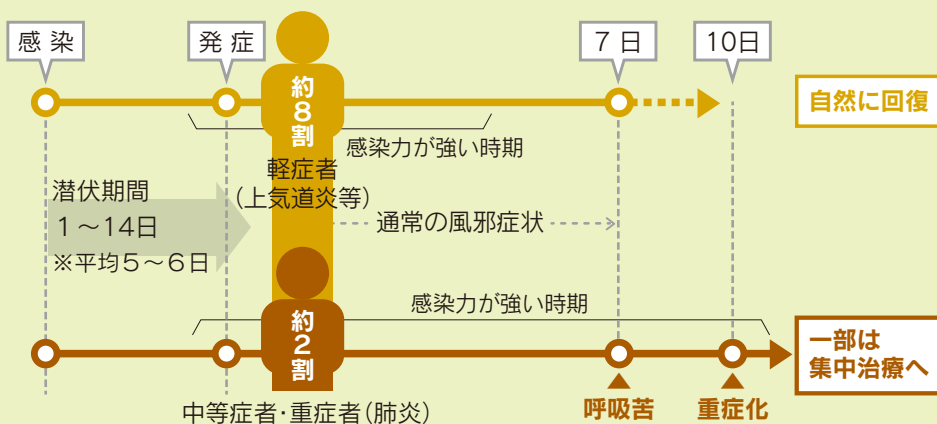 感 染
発 症
7 日
10日
約8割
自然に回復
感染力が強い時期
軽症者
(上気道炎等)
潜伏期間
1～14日
※平均5～6日
通常の風邪症状
感染力が強い時期
約2割
一部は
集中治療へ
中等症者・重症者(肺炎)
呼吸苦
重症化